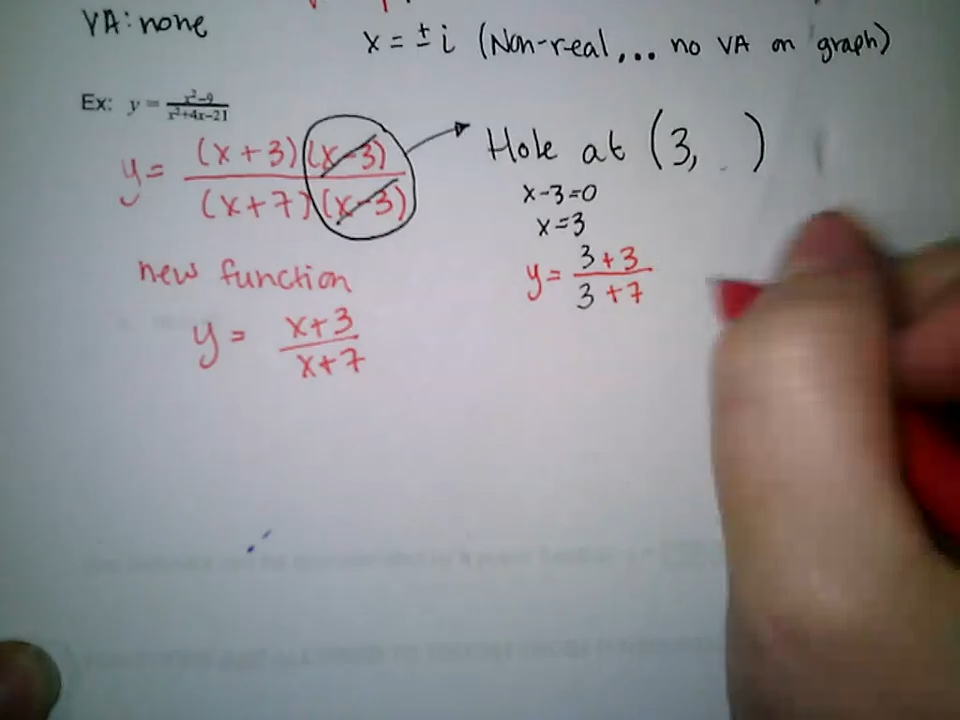 VA: none
x = ± i (Non-real... no VA on graph)
Ex: y = x²-9 / x²+4x-21
y = (x+3)(x-3) / (x+7)(x-3)
Hole at (3, )
x-3=0
x=3
y = 3+3 / 3+7
new function
y = x+3 / x+7